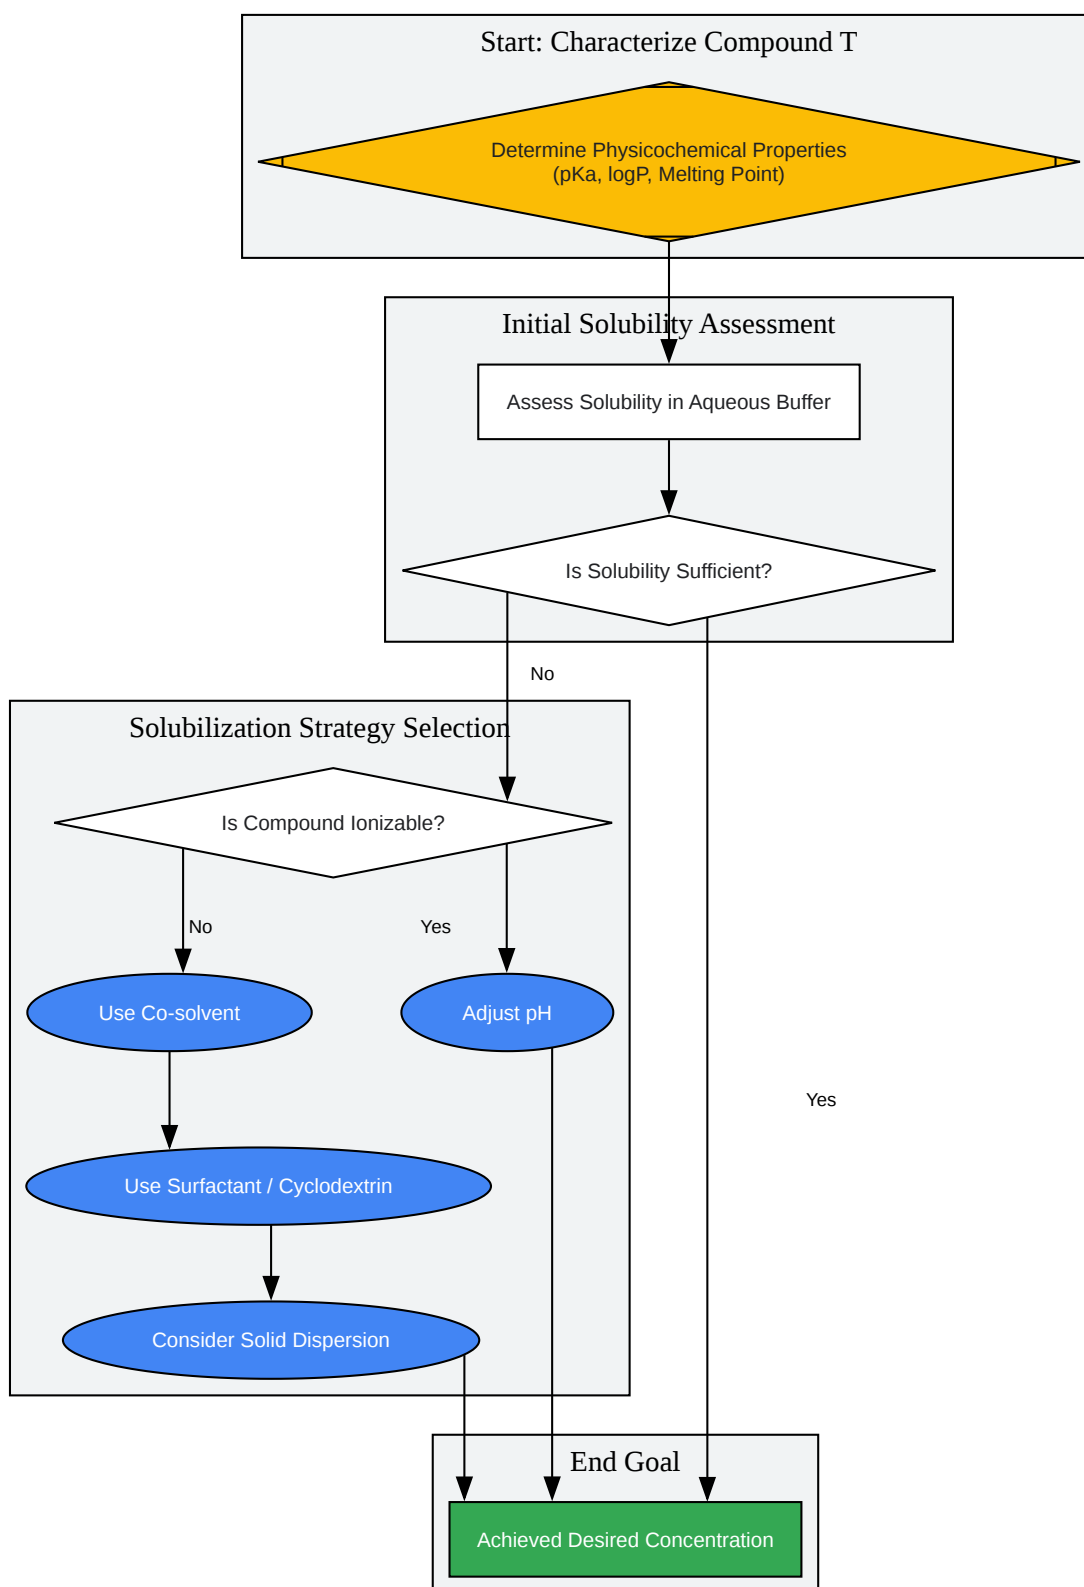 Start: Characterize Compound T
Determine Physicochemical Properties
(pKa, logP, Melting Point)
Initial Solubility Assessment
Assess Solubility in Aqueous Buffer
Is Solubility Sufficient?
No
Solubilization Strategy Selection
Is Compound Ionizable?
No
Yes
Use Co-solvent
Adjust pH
Yes
Use Surfactant / Cyclodextrin
Consider Solid Dispersion
End Goal
Achieved Desired Concentration